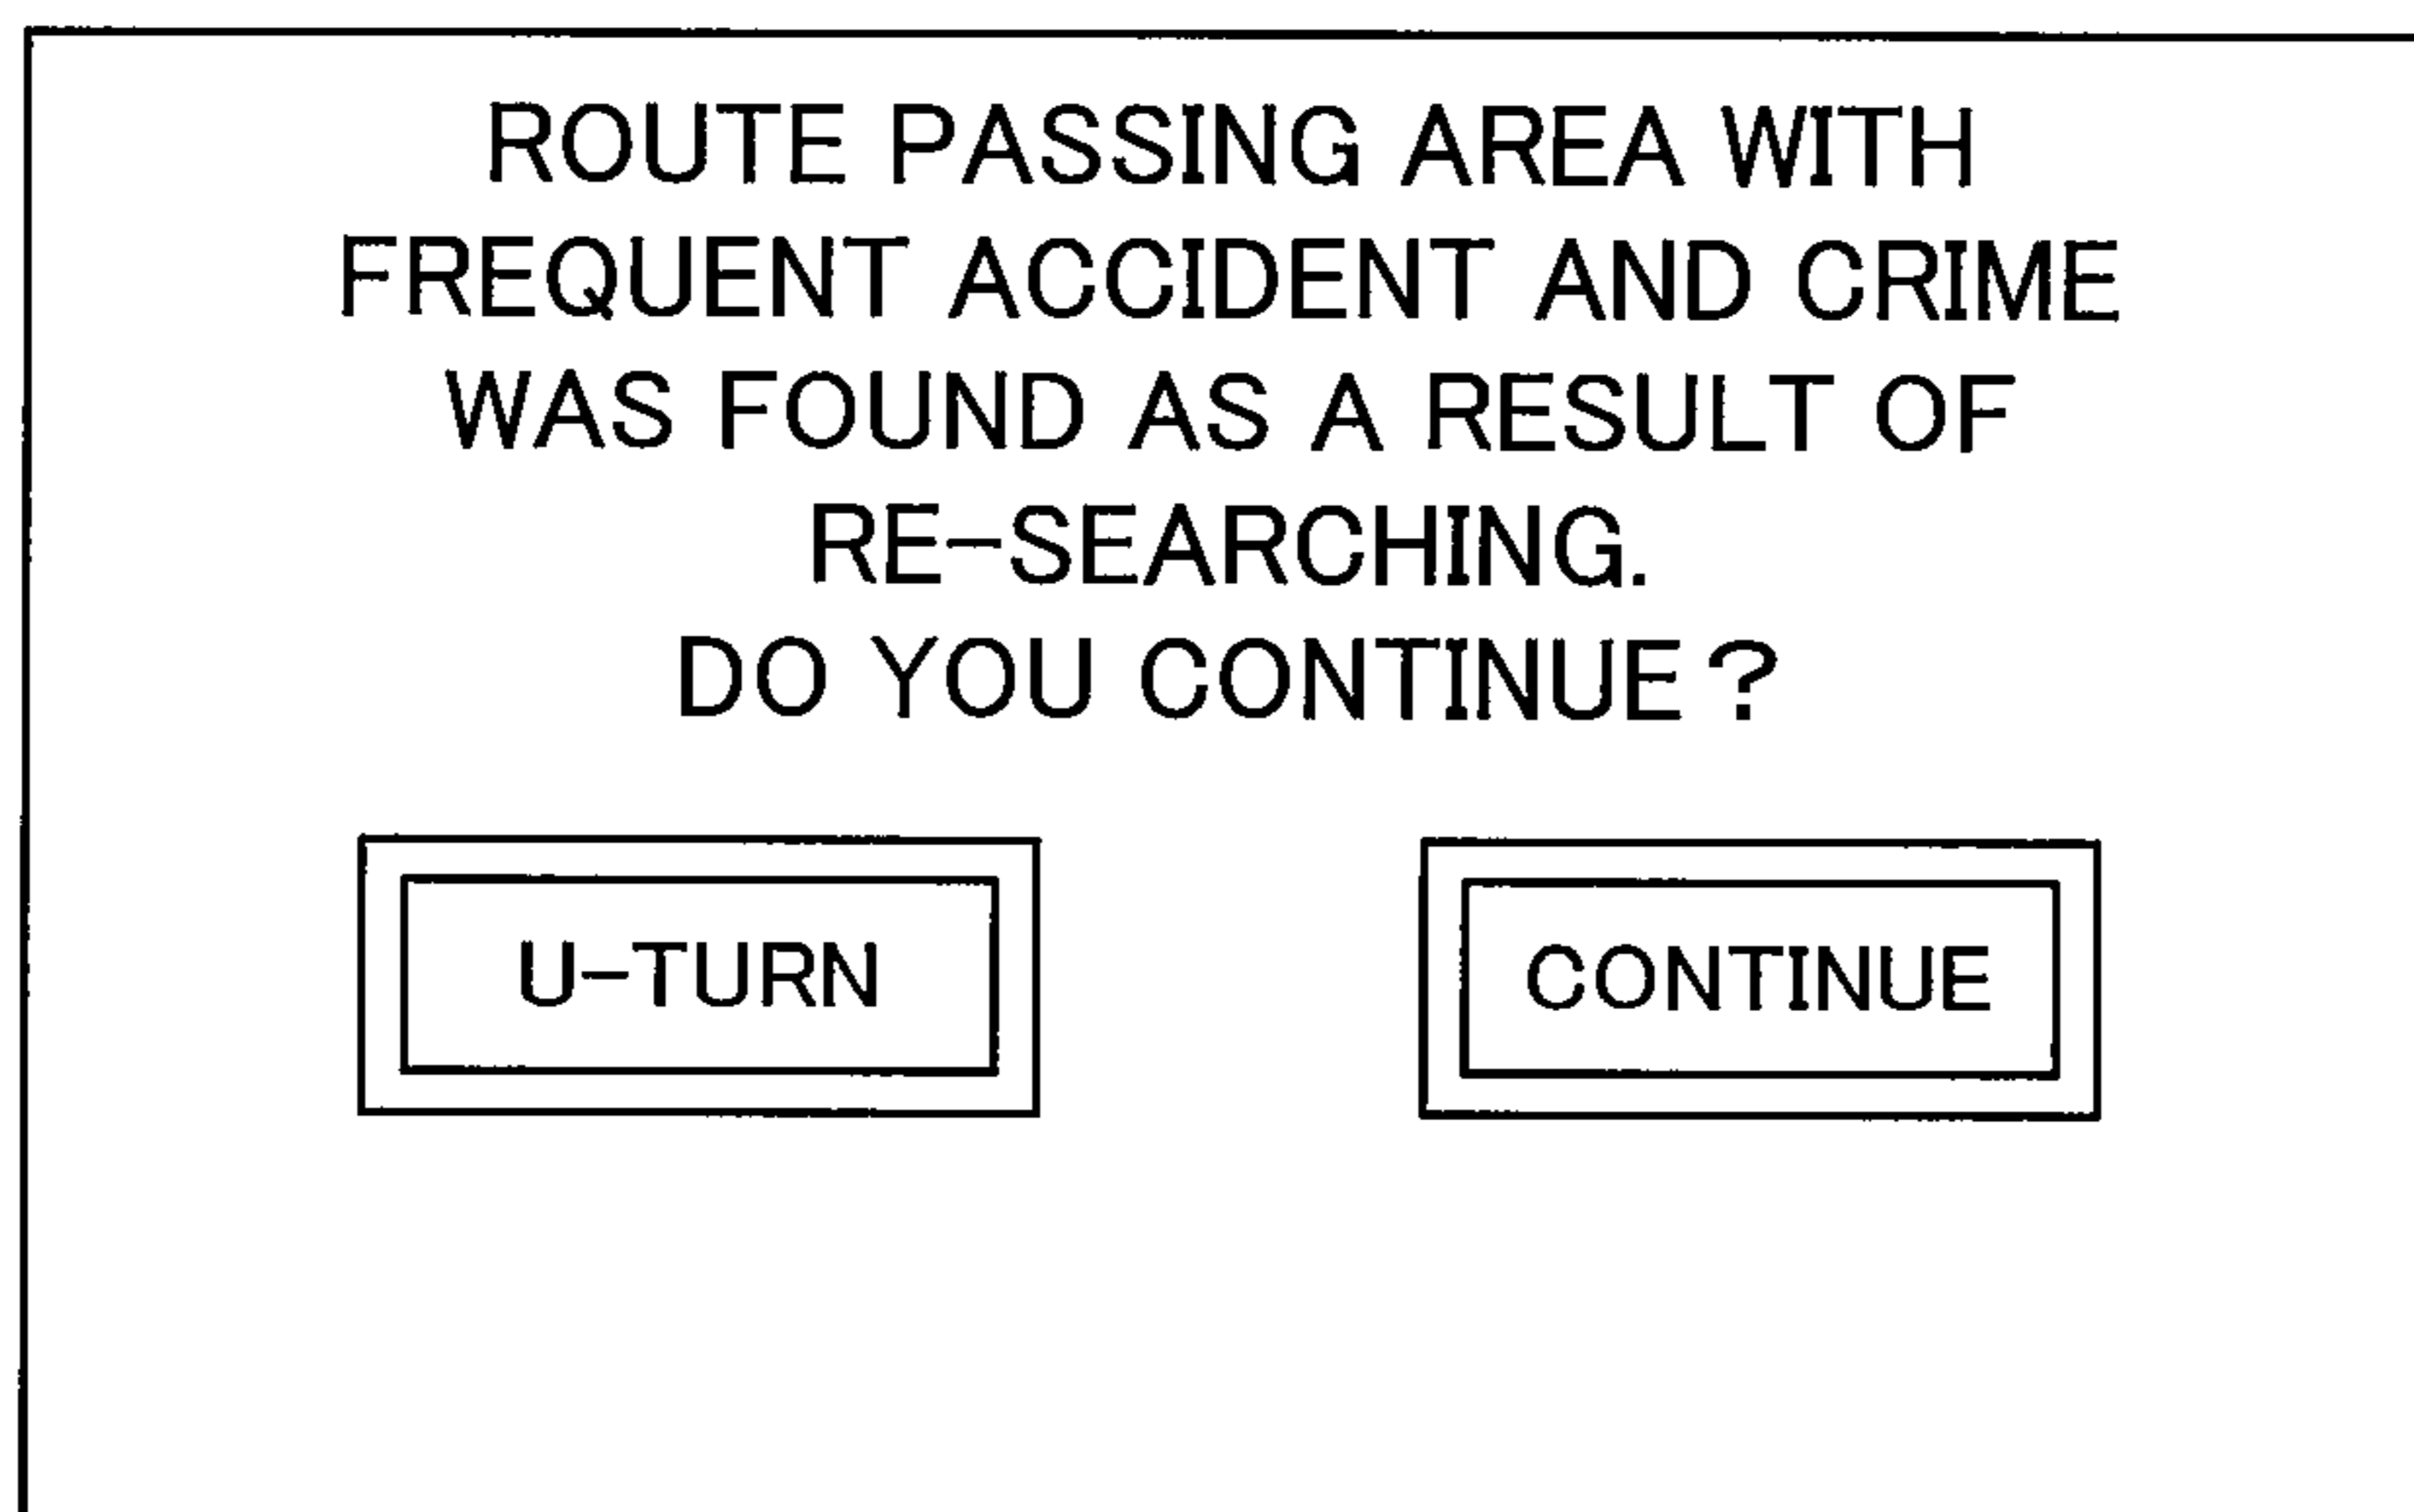 ROUTE PASSING AREA WITH
FREQUENT ACCIDENT AND CRIME
WAS FOUND AS A RESULT OF
RE-SEARCHING.
DO YOU CONTINUE?
U-TURN
CONTINUE